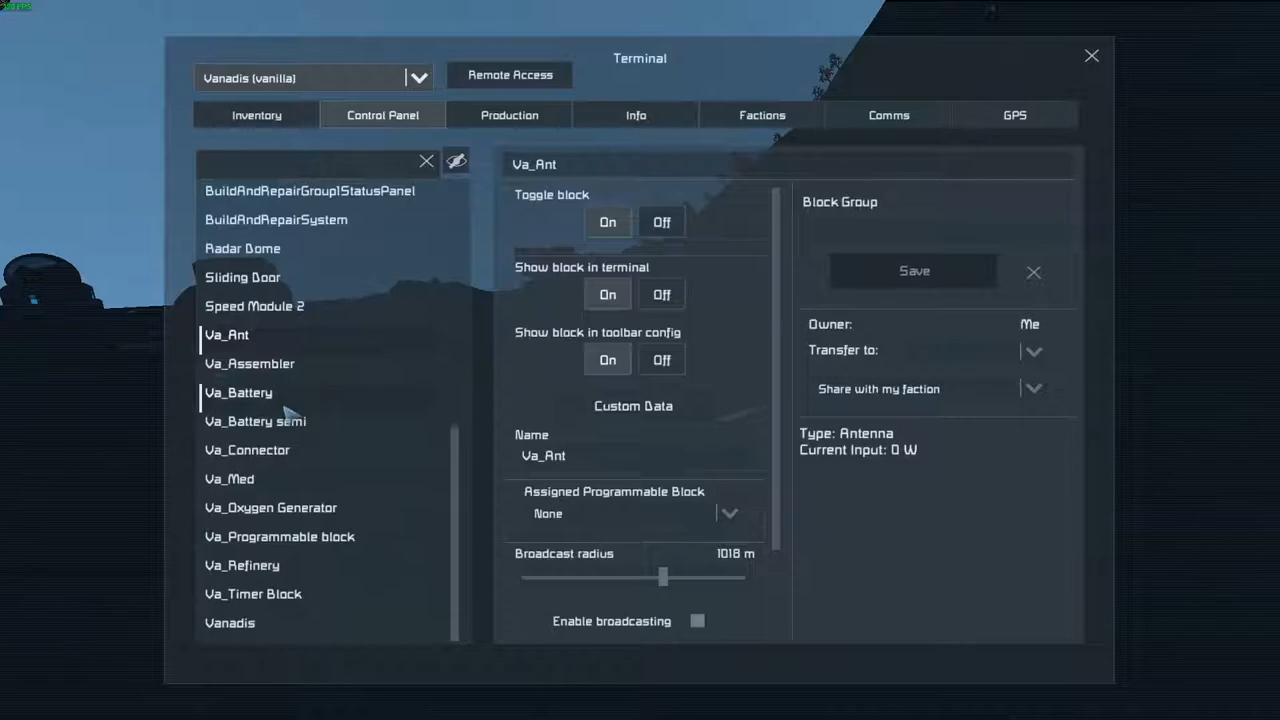 Terminal
Vanadis (vanilla)
Remote Access
Inventory
Control Panel
Production
Info
Factions
Comms
GPS
BuildAndRepairGroup1StatusPanel
BuildAndRepairSystem
Radar Dome
Sliding Door
Speed Module 2
Va_Ant
Va_Assembler
Va_Battery
Va_Battery semi
Va_Connector
Va_Med
Va_Oxygen Generator
Va_Programmable block
Va_Refinery
Va_Timer Block
Vanadis
Va_Ant
Toggle block
On Off
Show block in terminal
On Off
Show block in toolbar config
On Off
Custom Data
Name
Va_Ant
Assigned Programmable Block
None
Broadcast radius 1018 m
Enable broadcasting
Block Group
Save
Owner: Me
Transfer to:
Share with my faction
Type: Antenna
Current Input: 0 W